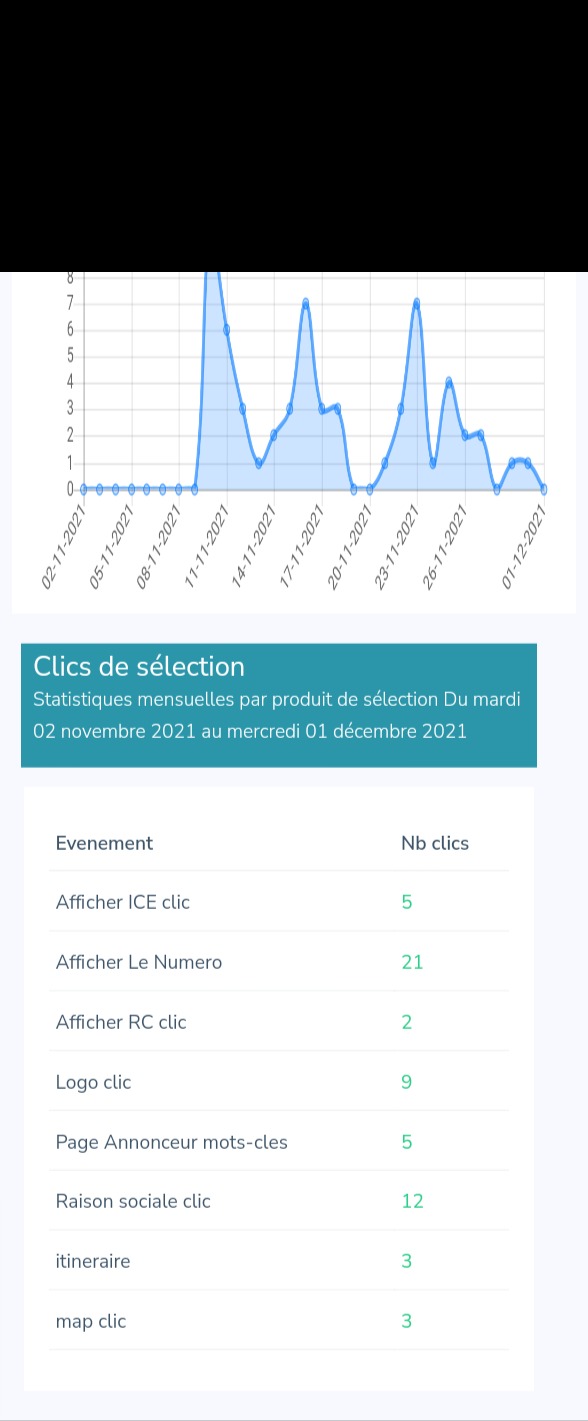 8
7
6
5
4
3
2
1
0
02-11-2021
05-11-2021
08-11-2021
11-11-2021
14-11-2021
17-11-2021
20-11-2021
23-11-2021
26-11-2021
01-12-2021
Clics de sélection
Statistiques mensuelles par produit de sélection Du mardi
02 novembre 2021 au mercredi 01 décembre 2021
Evenement Nb clics
Afficher ICE clic 5
Afficher Le Numero 21
Afficher RC clic 2
Logo clic 9
Page Annonceur mots-cles 5
Raison sociale clic 12
itineraire 3
map clic 3